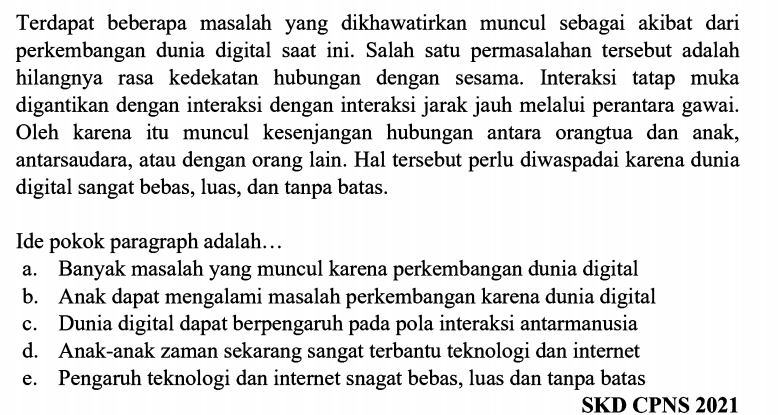 Terdapat beberapa masalah yang dikhawatirkan muncul sebagai akibat dari
perkembangan dunia digital saat ini. Salah satu permasalahan tersebut adalah
hilangnya rasa kedekatan hubungan dengan sesama. Interaksi tatap muka
digantikan dengan interaksi dengan interaksi jarak jauh melalui perantara gawai.
Oleh karena itu muncul kesenjangan hubungan antara orangtua dan anak,
antarsaudara, atau dengan orang lain. Hal tersebut perlu diwaspadai karena dunia
digital sangat bebas, luas, dan tanpa batas.
Ide pokok paragraph adalah…
a. Banyak masalah yang muncul karena perkembangan dunia digital
b. Anak dapat mengalami masalah perkembangan karena dunia digital
c. Dunia digital dapat berpengaruh pada pola interaksi antarmanusia
d. Anak-anak zaman sekarang sangat terbantu teknologi dan internet
e. Pengaruh teknologi dan internet snagat bebas, luas dan tanpa batas
SKD CPNS 2021